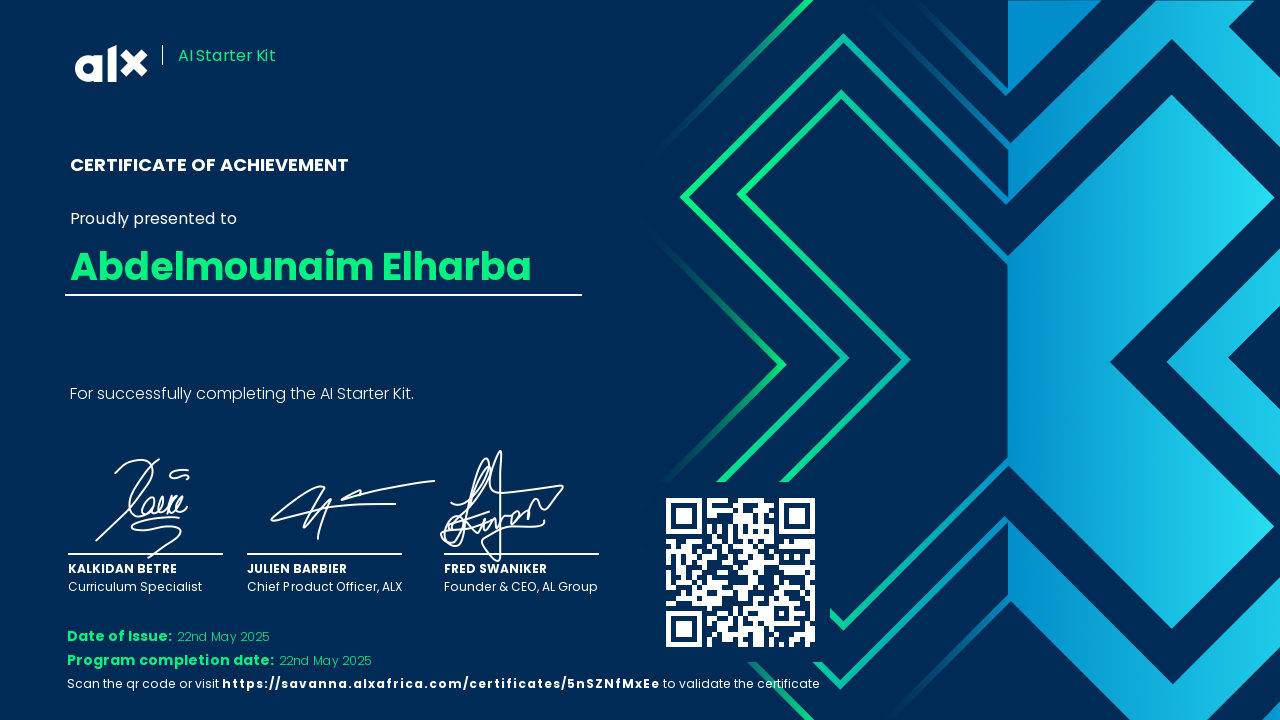 alx | AI Starter Kit
CERTIFICATE OF ACHIEVEMENT
Proudly presented to
Abdelmounaim Elharba
For successfully completing the AI Starter Kit.
KALKIDAN BETRE
Curriculum Specialist
JULIEN BARBIER
Chief Product Officer, ALX
FRED SWANIKER
Founder & CEO, AL Group
Date of Issue: 22nd May 2025
Program completion date: 22nd May 2025
Scan the qr code or visit https://savanna.alxafrica.com/certificates/5nSZNfMxEe to validate the certificate